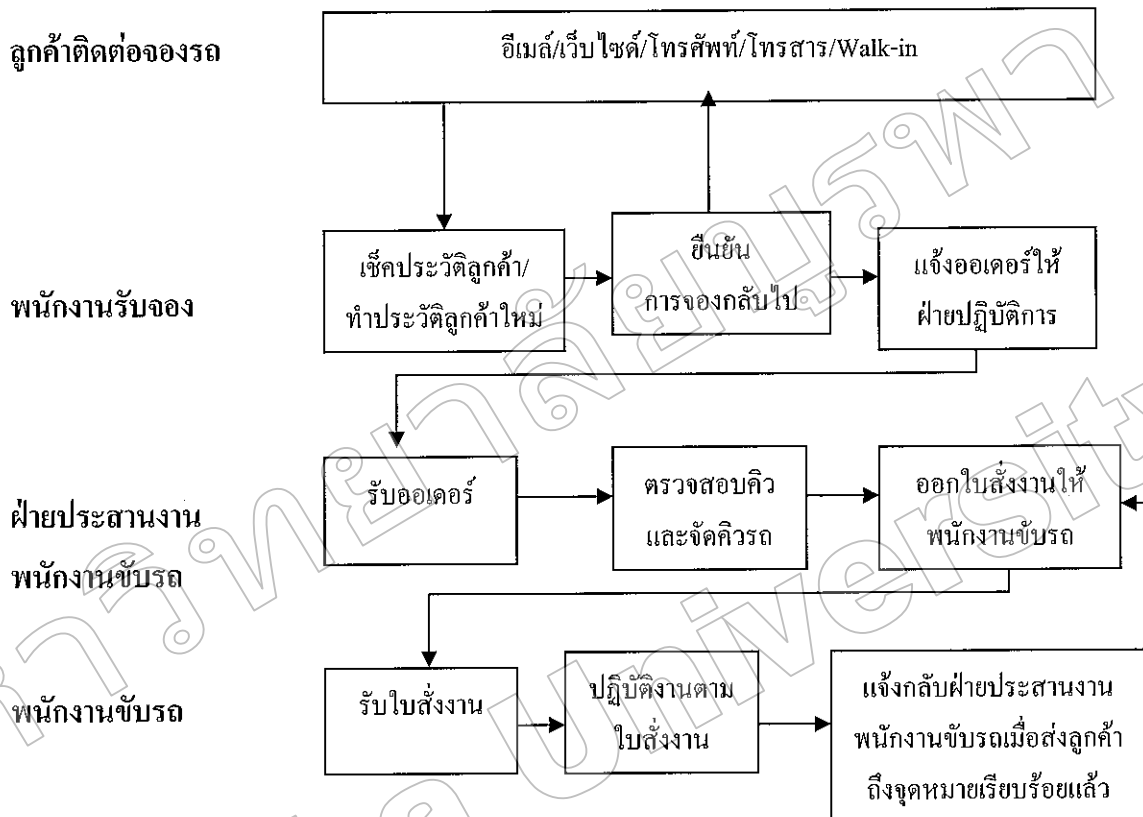 ลูกค้าติดต่อจองรถ
อีเมล์/เว็บไซด์/โทรศัพท์/โทรสาร/Walk-in
พนักงานรับจอง
เช็คประวัติลูกค้า/
ทำประวัติลูกค้าใหม่
ยืนยัน
การจองกลับไป
แจ้งออเดอร์ให้
ฝ่ายปฏิบัติการ
ฝ่ายประสานงาน
พนักงานขับรถ
รับออเดอร์
ตรวจสอบคิว
และจัดคิวรถ
ออกใบสั่งงานให้
พนักงานขับรถ
พนักงานขับรถ
รับใบสั่งงาน
ปฏิบัติงานตาม
ใบสั่งงาน
แจ้งกลับฝ่ายประสานงาน
พนักงานขับรถเมื่อส่งลูกค้า
ถึงจุดหมายเรียบร้อยแล้ว
University